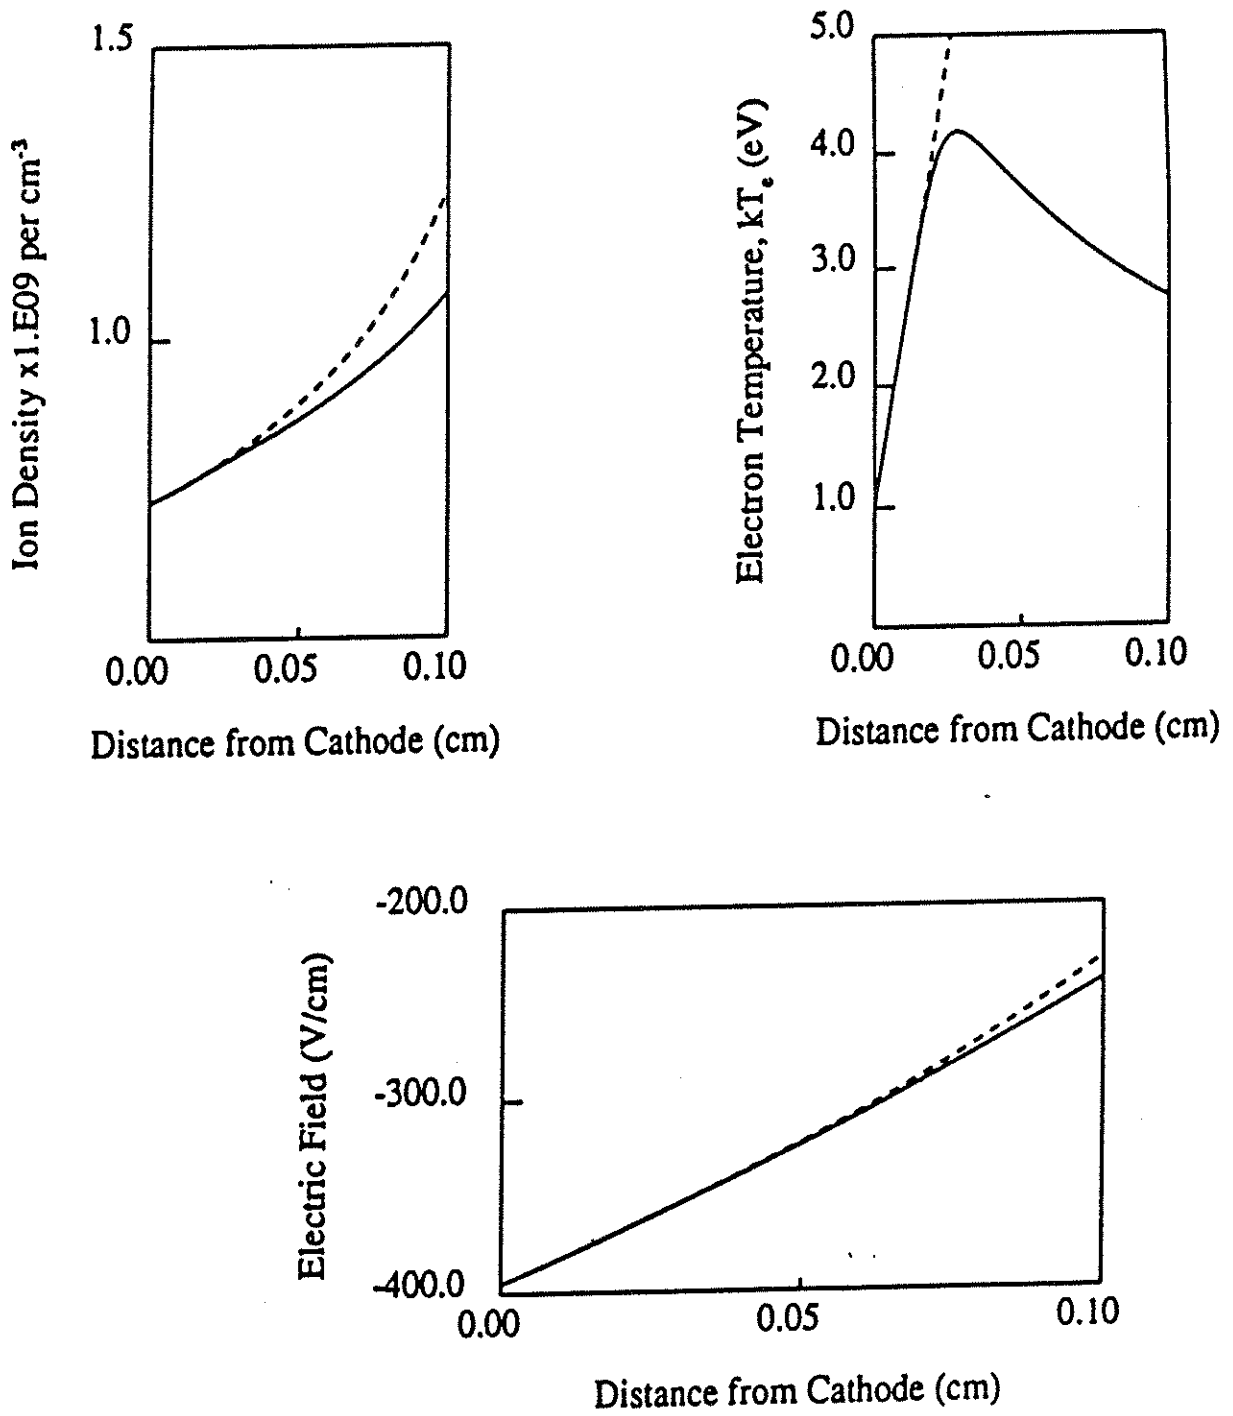 1.5
1.0
Ion Density x1.E09 per cm⁻³
0.00 0.05 0.10
Distance from Cathode (cm)
5.0
4.0
3.0
2.0
1.0
Electron Temperature, kTₑ (eV)
0.00 0.05 0.10
Distance from Cathode (cm)
-200.0
-300.0
-400.0
Electric Field (V/cm)
0.00 0.05 0.10
Distance from Cathode (cm)